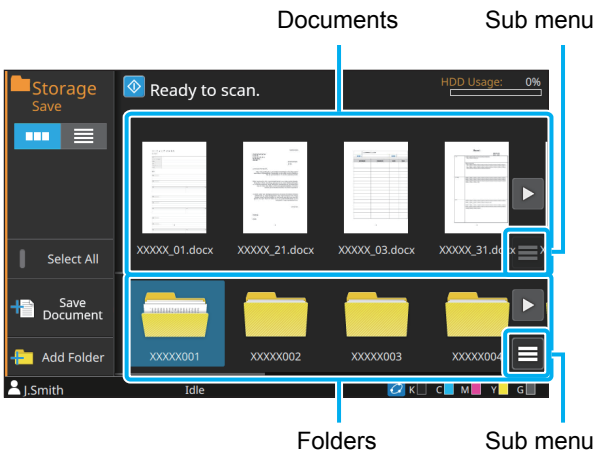 Documents Sub menu
Storage
Save
Ready to scan.
HDD Usage: 0%
XXXXX_01.docx XXXXX_21.docx XXXXX_03.docx XXXXX_31.docx X
Select All
Save
Document
Add Folder
XXXXX001 XXXXX002 XXXXX003 XXXXX004
J.Smith Idle K C M Y G
Folders Sub menu